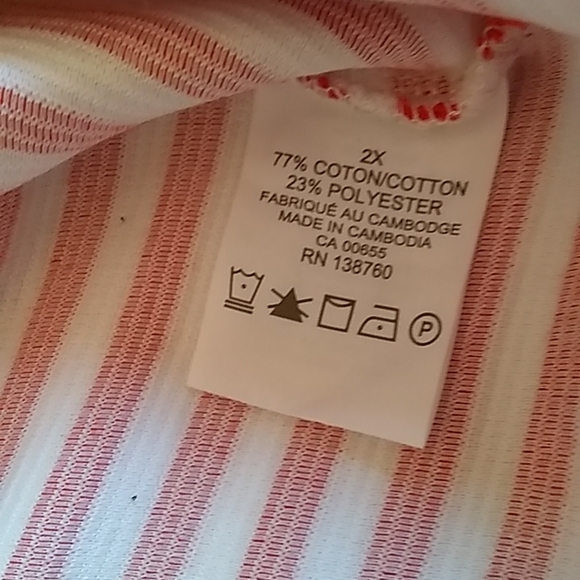 2X
77% COTON/COTTON
23% POLYESTER
FABRIQUÉ AU CAMBODGE
MADE IN CAMBODIA
CA 00655
RN 138760
P